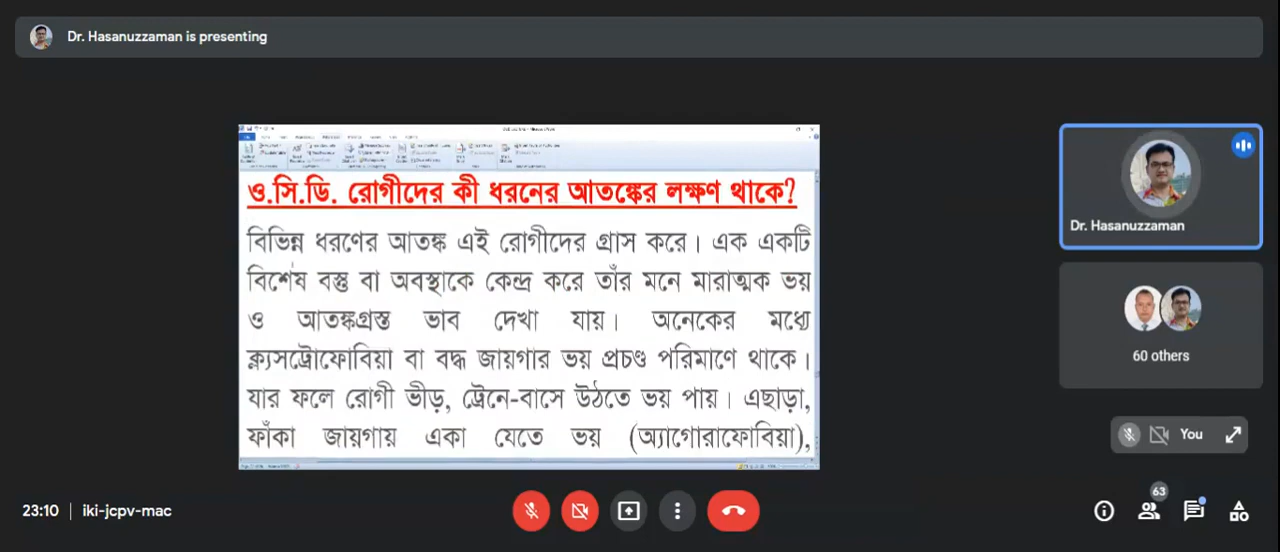 Dr. Hasanuzzaman is presenting
ও.সি.ডি. রোগীদের কী ধরনের আতঙ্কের লক্ষণ থাকে?
বিভিন্ন ধরণের আতঙ্ক এই রোগীদের গ্রাস করে। এক একটি
বিশেষ বস্তু বা অবস্থাকে কেন্দ্র করে তাঁর মনে মারাত্মক ভয়
ও আতঙ্কগ্রস্ত ভাব দেখা যায়। অনেকের মধ্যে
ক্ল্যসট্রোফোবিয়া বা বদ্ধ জায়গার ভয় প্রচণ্ড পরিমাণে থাকে।
যার ফলে রোগী ভীড়, ট্রেনে-বাসে উঠতে ভয় পায়। এছাড়া,
ফাঁকা জায়গায় একা যেতে ভয় (অ্যাগোরাফোবিয়া),
Dr. Hasanuzzaman
60 others
You
23:10 | iki-jcpv-mac
63